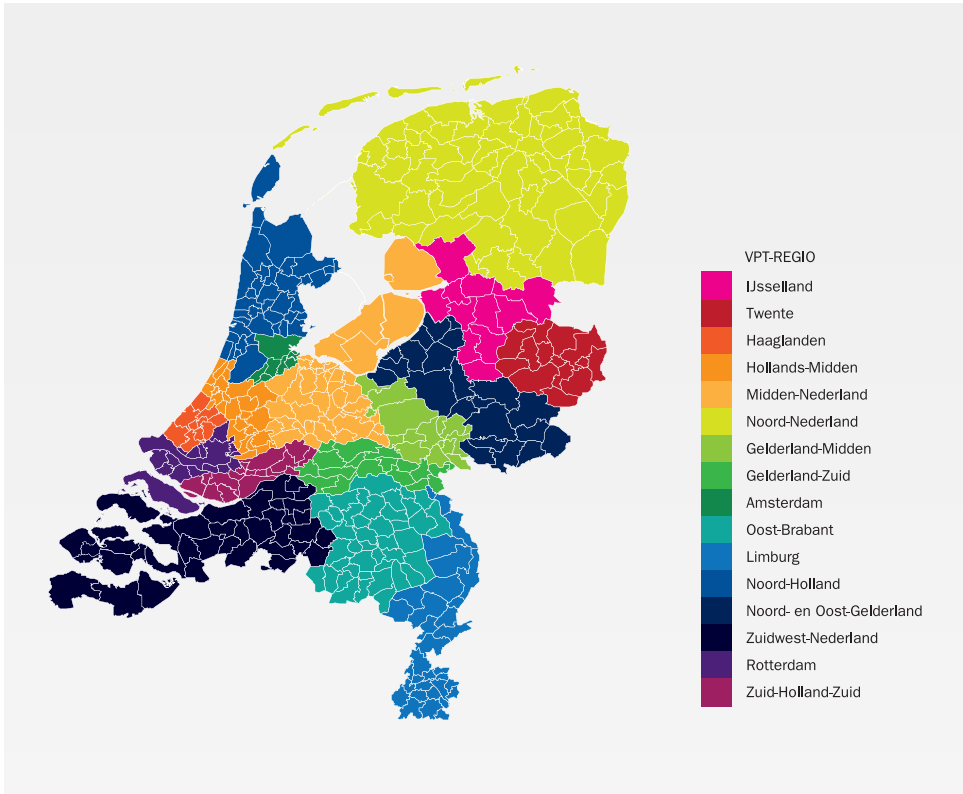 VPT-REGIO
IJsselland
Twente
Haaglanden
Hollands-Midden
Midden-Nederland
Noord-Nederland
Gelderland-Midden
Gelderland-Zuid
Amsterdam
Oost-Brabant
Limburg
Noord-Holland
Noord- en Oost-Gelderland
Zuidwest-Nederland
Rotterdam
Zuid-Holland-Zuid